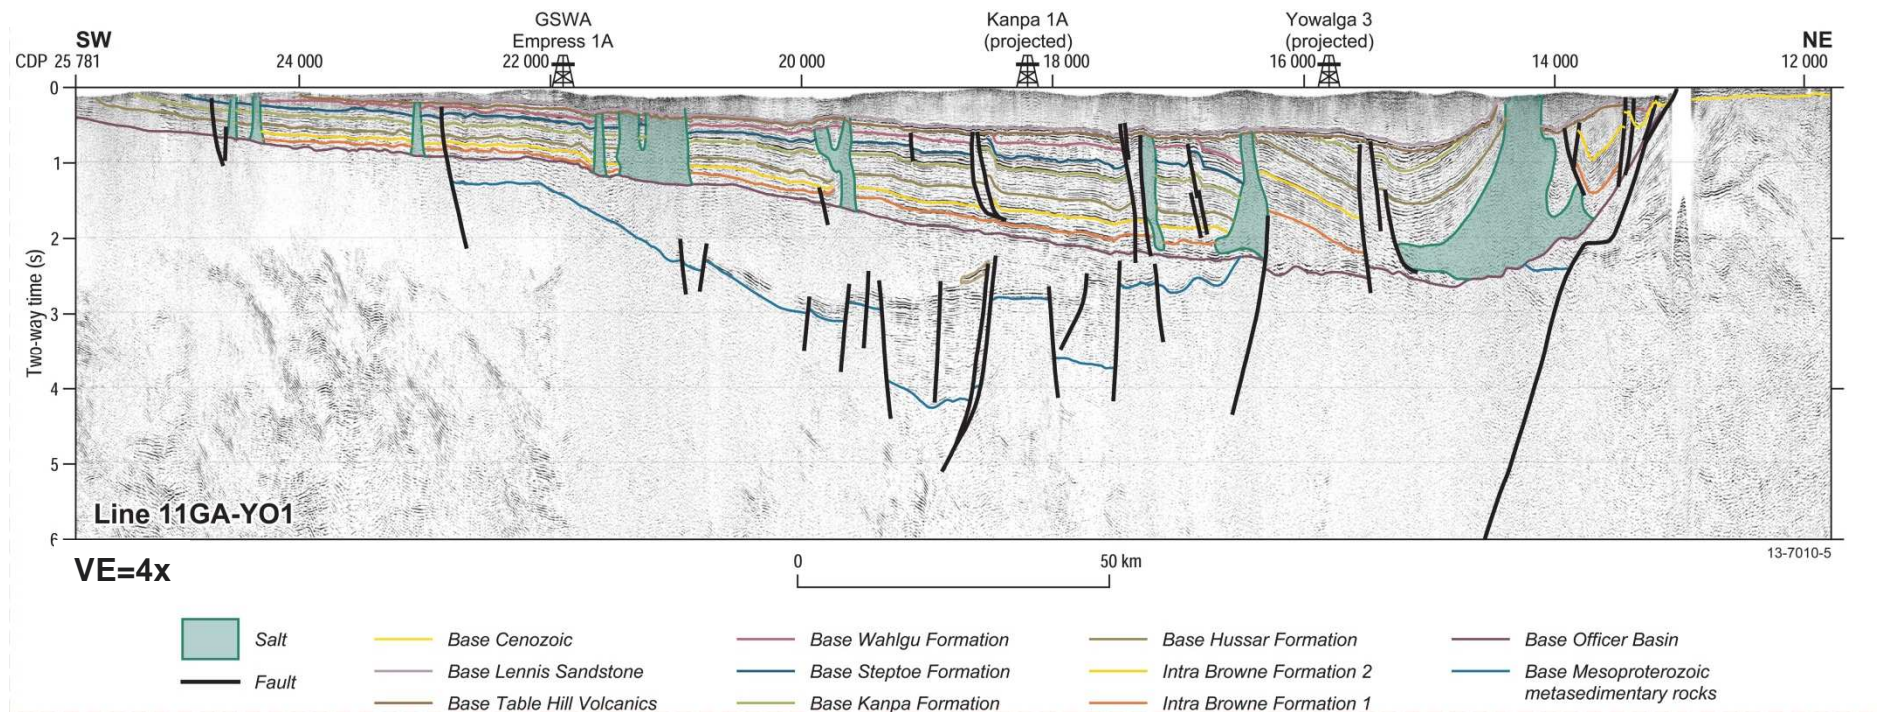 GSWA
Empress 1A
Kanpa 1A
(projected)
Yowalga 3
(projected)
SW
NE
CDP 25 781
24 000
22 000
20 000
18 000
16 000
14 000
12 000
0
1
2
3
4
5
6
Two-way time (s)
Line 11GA-YO1
VE=4x
0
50 km
13-7010-5
Salt
Fault
Base Cenozoic
Base Lennis Sandstone
Base Table Hill Volcanics
Base Wahlgu Formation
Base Steptoe Formation
Base Kanpa Formation
Base Hussar Formation
Intra Browne Formation 2
Intra Browne Formation 1
Base Officer Basin
Base Mesoproterozoic
metasedimentary rocks